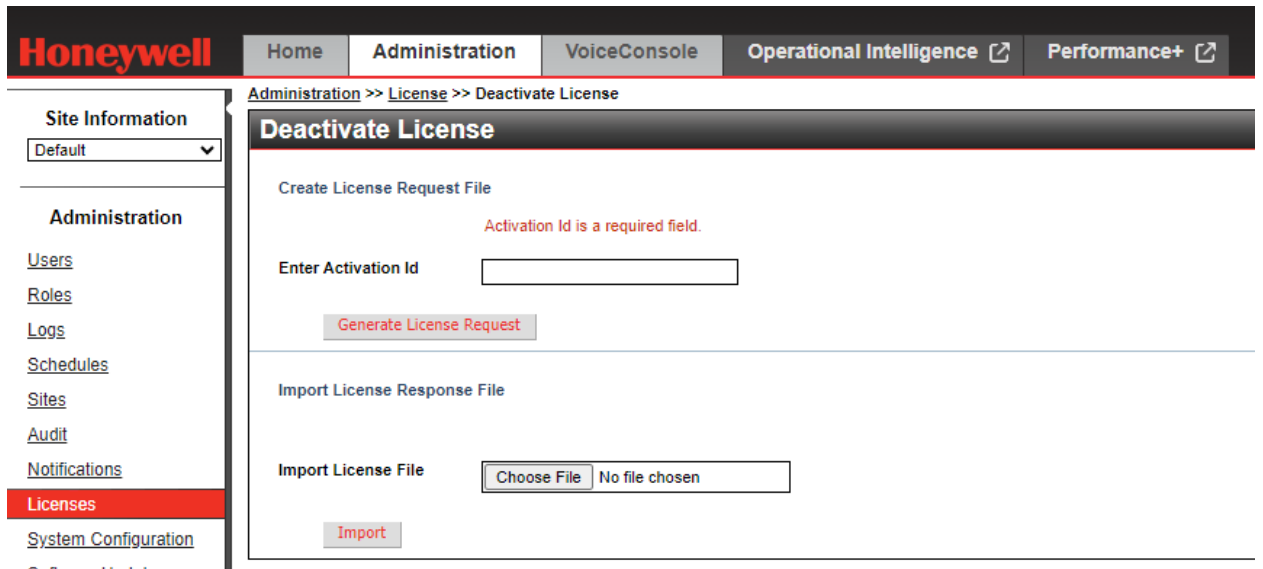 Honeywell
Home
Administration
VoiceConsole
Operational Intelligence
Performance+
Site Information
Default
Administration
Users
Roles
Logs
Schedules
Sites
Audit
Notifications
Licenses
System Configuration
Administration >> License >> Deactivate License
Deactivate License
Create License Request File
Activation Id is a required field.
Enter Activation Id
Generate License Request
Import License Response File
Import License File
Choose File No file chosen
Import